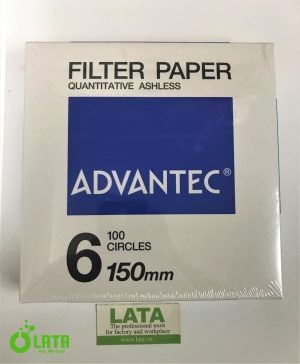 FILTER PAPER
QUANTITATIVE ASHLESS
ADVANTEC®
6 100 CIRCLES
150mm
LATA
The professional tools
for factory and workplace
www.lata.vn
LATA